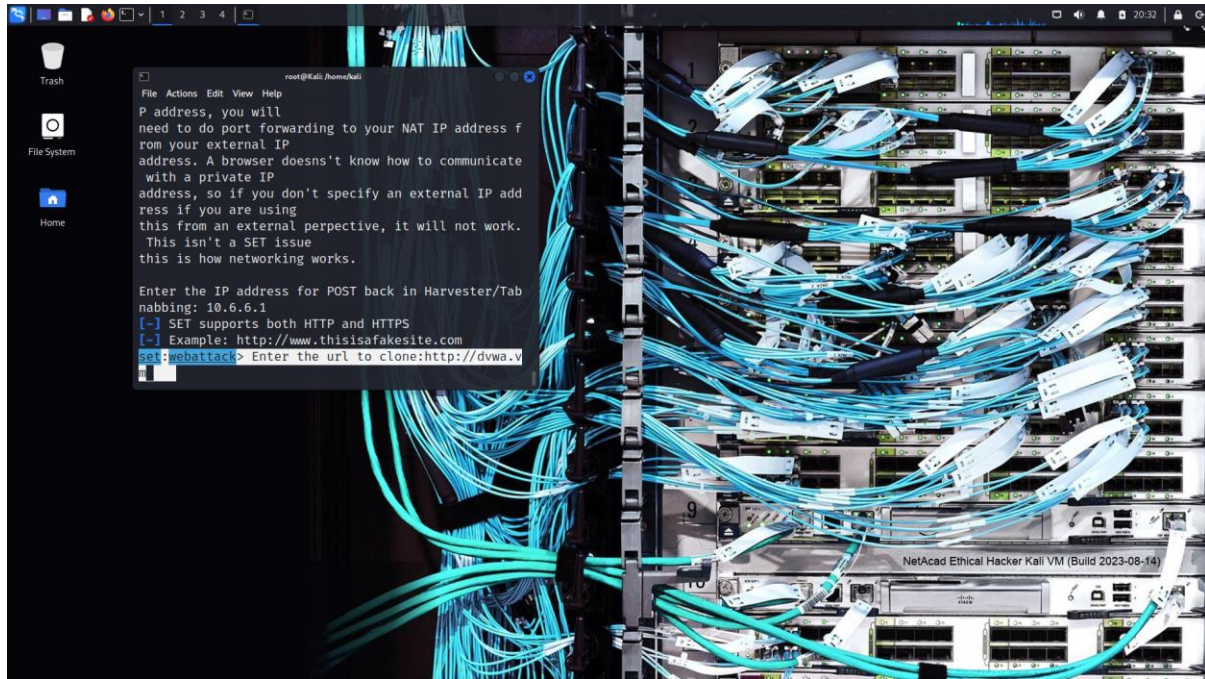 1 2 3 4
20:32
Trash
File System
Home
root@Kali: /home/kali
File Actions Edit View Help
P address, you will
need to do port forwarding to your NAT IP address f
rom your external IP
address. A browser doesns't know how to communicate
 with a private IP
address, so if you don't specify an external IP add
ress if you are using
this from an external perpective, it will not work.
 This isn't a SET issue
this is how networking works.
Enter the IP address for POST back in Harvester/Tab
nabbing: 10.6.6.1
[-] SET supports both HTTP and HTTPS
[-] Example: http://www.thisisafakesite.com
set:webattack> Enter the url to clone:http://dvwa.v
m
1
2
9
10
NetAcad Ethical Hacker Kali VM (Build 2023-08-14)
CISCO